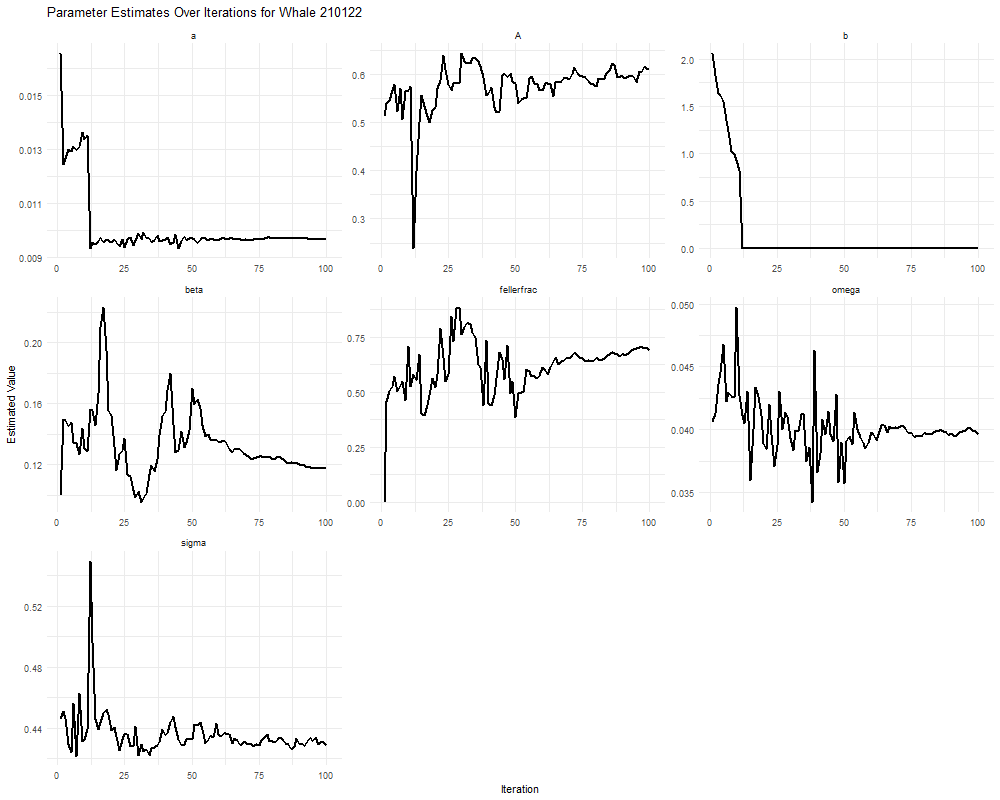 Parameter Estimates Over Iterations for Whale 210122
a
A
b
0.015
0.013
0.011
0.009
0 25 50 75 100
0.6
0.5
0.4
0.3
0 25 50 75 100
2.0
1.5
1.0
0.5
0.0
0 25 50 75 100
beta
fellerfrac
omega
Estimated Value
0.20
0.16
0.12
0 25 50 75 100
0.75
0.50
0.25
0.00
0 25 50 75 100
0.050
0.045
0.040
0.035
0 25 50 75 100
sigma
0.52
0.48
0.44
0 25 50 75 100
Iteration